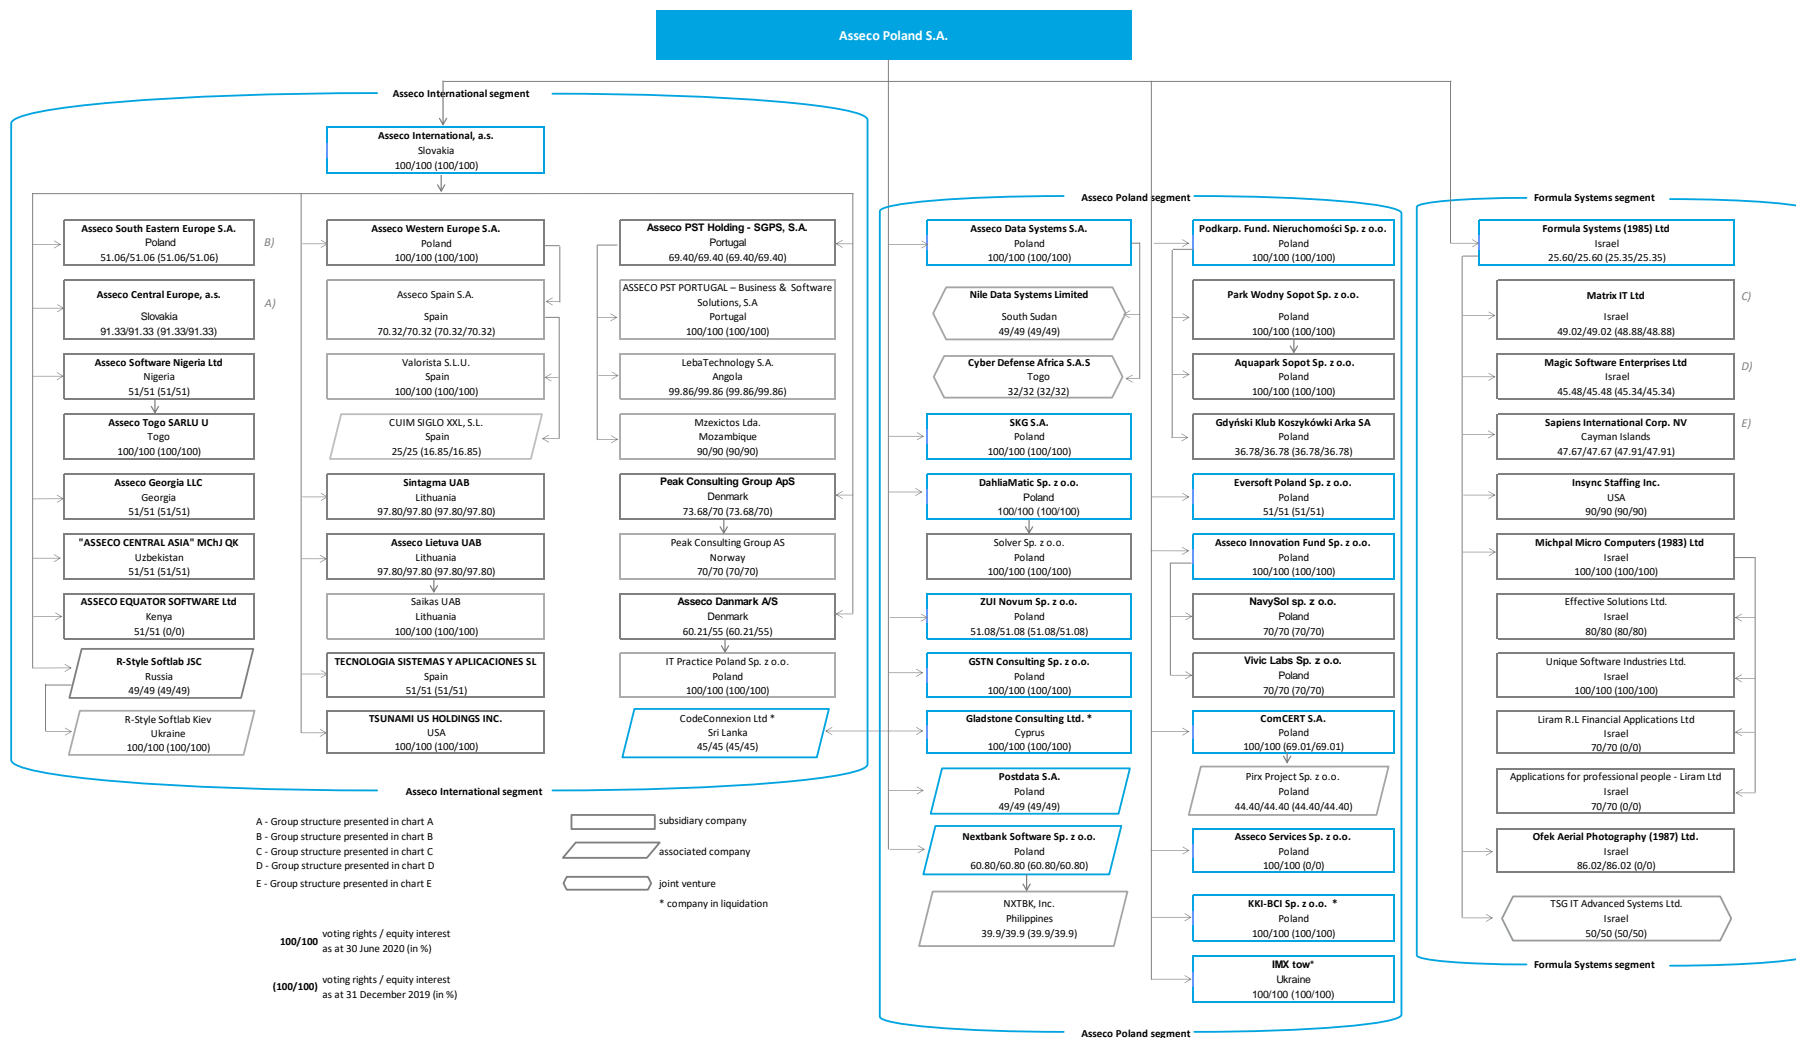 Asseco Poland S.A.
Asseco International segment
Asseco International, a.s.
Slovakia
100/100 (100/100)
Asseco South Eastern Europe S.A.
Poland
51.06/51.06 (51.06/51.06)
B)
Asseco Central Europe, a.s.
Slovakia
91.33/91.33 (91.33/91.33)
A)
Asseco Software Nigeria Ltd
Nigeria
51/51 (51/51)
Asseco Togo SARLU U
Togo
100/100 (100/100)
Asseco Georgia LLC
Georgia
51/51 (51/51)
"ASSECO CENTRAL ASIA" MChJ QK
Uzbekistan
51/51 (51/51)
ASSECO EQUATOR SOFTWARE Ltd
Kenya
51/51 (0/0)
R-Style Softlab JSC
Russia
49/49 (49/49)
R-Style Softlab Kiev
Ukraine
100/100 (100/100)
Asseco Western Europe S.A.
Poland
100/100 (100/100)
Asseco Spain S.A.
Spain
70.32/70.32 (70.32/70.32)
Valorista S.L.U.
Spain
100/100 (100/100)
CUIM SIGLO XXL, S.L.
Spain
25/25 (16.85/16.85)
Sintagma UAB
Lithuania
97.80/97.80 (97.80/97.80)
Asseco Lietuva UAB
Lithuania
97.80/97.80 (97.80/97.80)
Saikas UAB
Lithuania
100/100 (100/100)
TECNOLOGIA SISTEMAS Y APLICACIONES SL
Spain
51/51 (51/51)
TSUNAMI US HOLDINGS INC.
USA
100/100 (100/100)
Asseco PST Holding - SGPS, S.A.
Portugal
69.40/69.40 (69.40/69.40)
ASSECO PST PORTUGAL – Business & Software
Solutions, S.A
Portugal
100/100 (100/100)
LebaTechnology S.A.
Angola
99.86/99.86 (99.86/99.86)
Mzexictos Lda.
Mozambique
90/90 (90/90)
Peak Consulting Group ApS
Denmark
73.68/70 (73.68/70)
Peak Consulting Group AS
Norway
70/70 (70/70)
Asseco Danmark A/S
Denmark
60.21/55 (60.21/55)
IT Practice Poland Sp. z o.o.
Poland
100/100 (100/100)
CodeConnexion Ltd *
Sri Lanka
45/45 (45/45)
Asseco International segment
Asseco Poland segment
Asseco Data Systems S.A.
Poland
100/100 (100/100)
Nile Data Systems Limited
South Sudan
49/49 (49/49)
Cyber Defense Africa S.A.S
Togo
32/32 (32/32)
SKG S.A.
Poland
100/100 (100/100)
DahliaMatic Sp. z o.o.
Poland
100/100 (100/100)
Solver Sp. z o.o.
Poland
100/100 (100/100)
ZUI Novum Sp. z o.o.
Poland
51.08/51.08 (51.08/51.08)
GSTN Consulting Sp. z o.o.
Poland
100/100 (100/100)
Gladstone Consulting Ltd. *
Cyprus
100/100 (100/100)
Postdata S.A.
Poland
49/49 (49/49)
Nextbank Software Sp. z o.o.
Poland
60.80/60.80 (60.80/60.80)
NXTBK, Inc.
Philippines
39.9/39.9 (39.9/39.9)
Podkarp. Fund. Nieruchomości Sp. z o.o.
Poland
100/100 (100/100)
Park Wodny Sopot Sp. z o.o.
Poland
100/100 (100/100)
Aquapark Sopot Sp. z o.o.
Poland
100/100 (100/100)
Gdyński Klub Koszykówki Arka SA
Poland
36.78/36.78 (36.78/36.78)
Eversoft Poland Sp. z o.o.
Poland
51/51 (51/51)
Asseco Innovation Fund Sp. z o.o.
Poland
100/100 (100/100)
NavySol sp. z o.o.
Poland
70/70 (70/70)
Vivic Labs Sp. z o.o.
Poland
70/70 (70/70)
ComCERT S.A.
Poland
100/100 (69.01/69.01)
Pirx Project Sp. z o.o.
Poland
44.40/44.40 (44.40/44.40)
Asseco Services Sp. z o.o.
Poland
100/100 (0/0)
KKI-BCI Sp. z o.o. *
Poland
100/100 (100/100)
IMX tow*
Ukraine
100/100 (100/100)
Asseco Poland segment
Formula Systems segment
Formula Systems (1985) Ltd
Israel
25.60/25.60 (25.35/25.35)
Matrix IT Ltd
Israel
49.02/49.02 (48.88/48.88)
C)
Magic Software Enterprises Ltd
Israel
45.48/45.48 (45.34/45.34)
D)
Sapiens International Corp. NV
Cayman Islands
47.67/47.67 (47.91/47.91)
E)
Insync Staffing Inc.
USA
90/90 (90/90)
Michpal Micro Computers (1983) Ltd
Israel
100/100 (100/100)
Effective Solutions Ltd.
Israel
80/80 (80/80)
Unique Software Industries Ltd.
Israel
100/100 (100/100)
Liram R.L Financial Applications Ltd
Israel
70/70 (0/0)
Applications for professional people - Liram Ltd
Israel
70/70 (0/0)
Ofek Aerial Photography (1987) Ltd.
Israel
86.02/86.02 (0/0)
TSG IT Advanced Systems Ltd.
Israel
50/50 (50/50)
Formula Systems segment
A - Group structure presented in chart A
B - Group structure presented in chart B
C - Group structure presented in chart C
D - Group structure presented in chart D
E - Group structure presented in chart E
subsidiary company
associated company
joint venture
* company in liquidation
100/100 voting rights / equity interest
as at 30 June 2020 (in %)
(100/100) voting rights / equity interest
as at 31 December 2019 (in %)